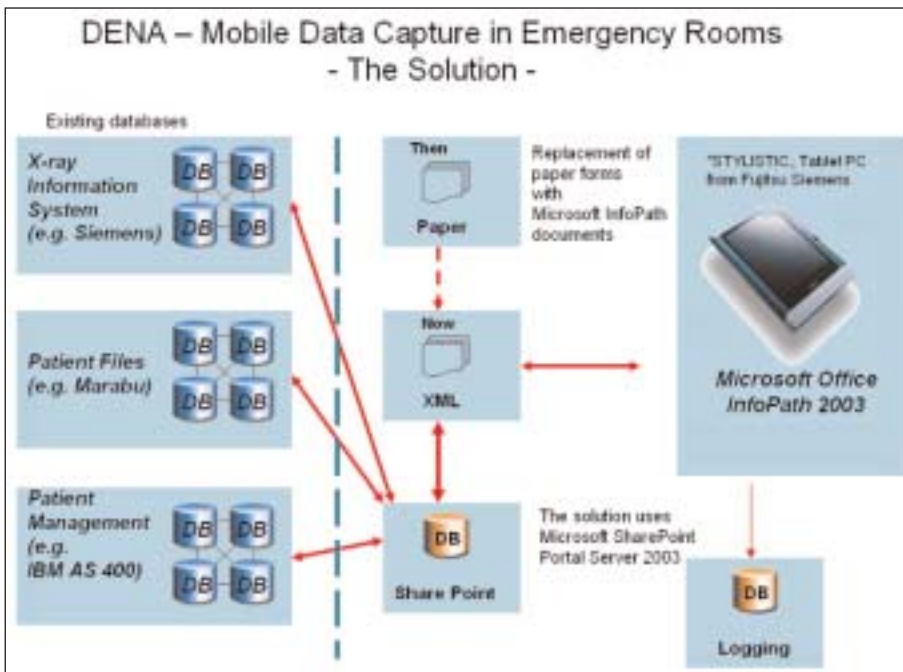 DENA – Mobile Data Capture in Emergency Rooms
- The Solution -
Existing databases
X-ray
Information
System
(e.g. Siemens)
DB DB
DB DB
Patient Files
(e.g. Marabu)
DB DB
DB DB
Patient
Management
(e.g.
IBM AS 400)
DB DB
DB DB
Then
Paper
Replacement of
paper forms
with
Microsoft InfoPath
documents
Now
XML
DB
Share Point
The solution uses
Microsoft SharePoint
Portal Server 2003
"STYLISTIC, Tablet PC
from Fujitsu Siemens
Microsoft Office
InfoPath 2003
DB
Logging